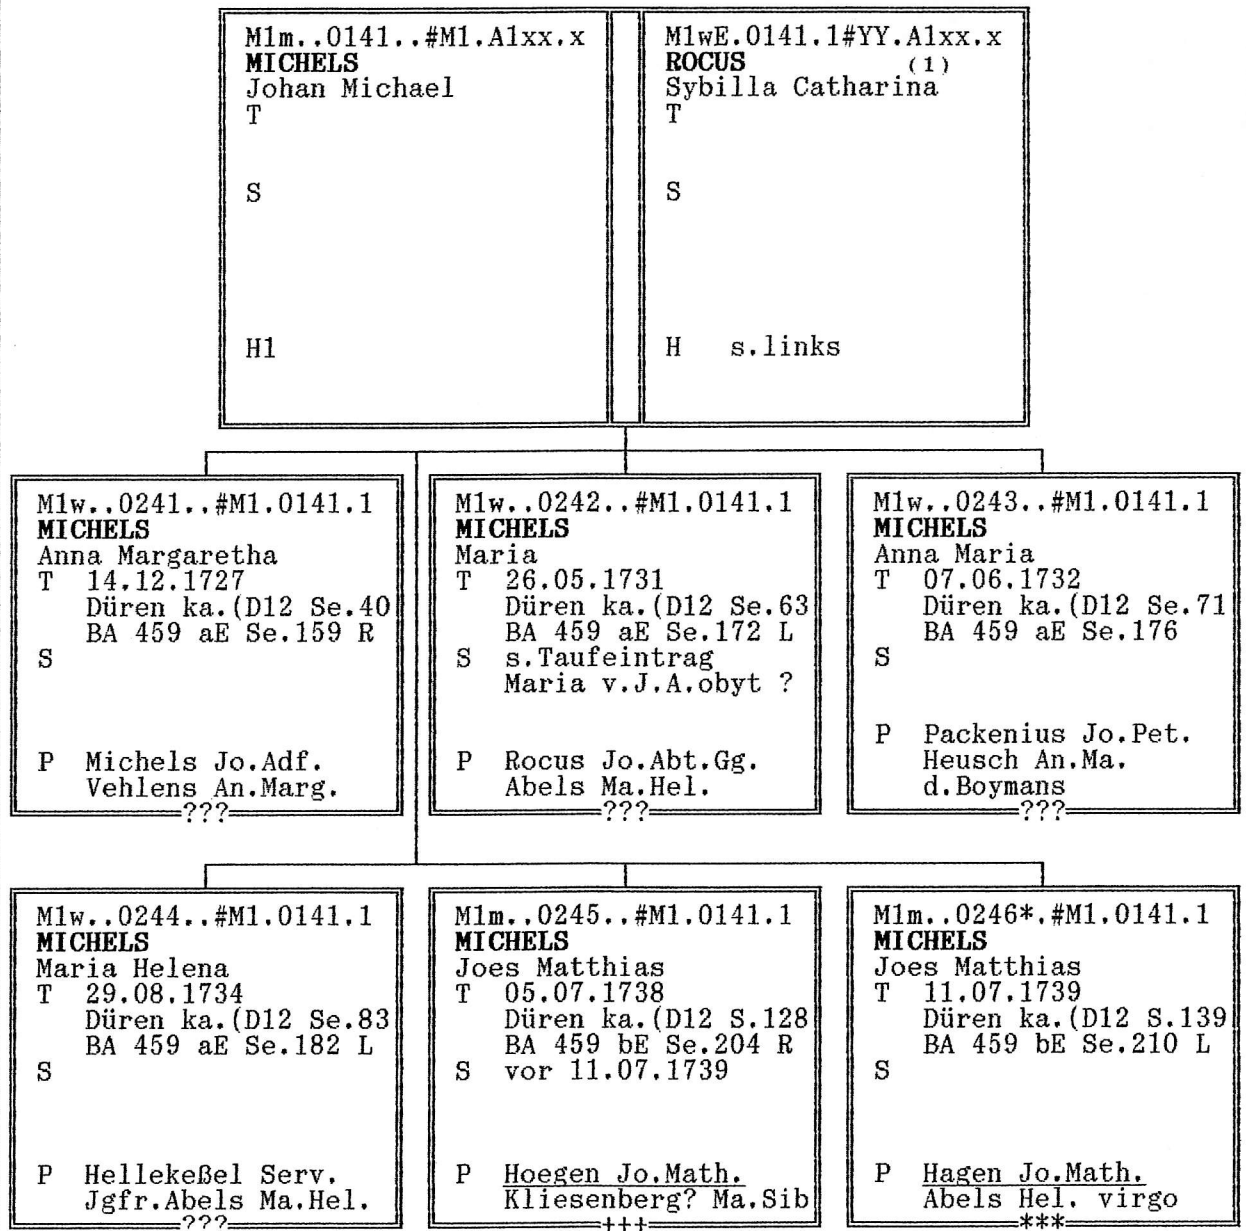 M1m..0141..#M1.A1xx.x
MICHELS
Johan Michael
T
S
H1
M1wE.0141.1#YY.A1xx.x
ROCUS (1)
Sybilla Catharina
T
S
H s.links
M1w..0241..#M1.0141.1
MICHELS
Anna Margaretha
T 14.12.1727
Düren ka.(D12 Se.40
BA 459 aE Se.159 R
S
P Michels Jo.Adf.
Vehlens An.Marg.
???
M1w..0242..#M1.0141.1
MICHELS
Maria
T 26.05.1731
Düren ka.(D12 Se.63
BA 459 aE Se.172 L
S s.Taufeintrag
Maria v.J.A.obyt ?
P Rocus Jo.Abt.Gg.
Abels Ma.Hel.
???
M1w..0243..#M1.0141.1
MICHELS
Anna Maria
T 07.06.1732
Düren ka.(D12 Se.71
BA 459 aE Se.176
S
P Packenius Jo.Pet.
Heusch An.Ma.
d.Boymans
???
M1w..0244..#M1.0141.1
MICHELS
Maria Helena
T 29.08.1734
Düren ka.(D12 Se.83
BA 459 aE Se.182 L
S
P Hellekeßel Serv.
Jgfr.Abels Ma.Hel.
???
M1m..0245..#M1.0141.1
MICHELS
Joes Matthias
T 05.07.1738
Düren ka.(D12 S.128
BA 459 bE Se.204 R
S vor 11.07.1739
P Hoegen Jo.Math.
Kliesenberg? Ma.Sib
+++
M1m..0246*.#M1.0141.1
MICHELS
Joes Matthias
T 11.07.1739
Düren ka.(D12 S.139
BA 459 bE Se.210 L
S
P Hagen Jo.Math.
Abels Hel. virgo
***